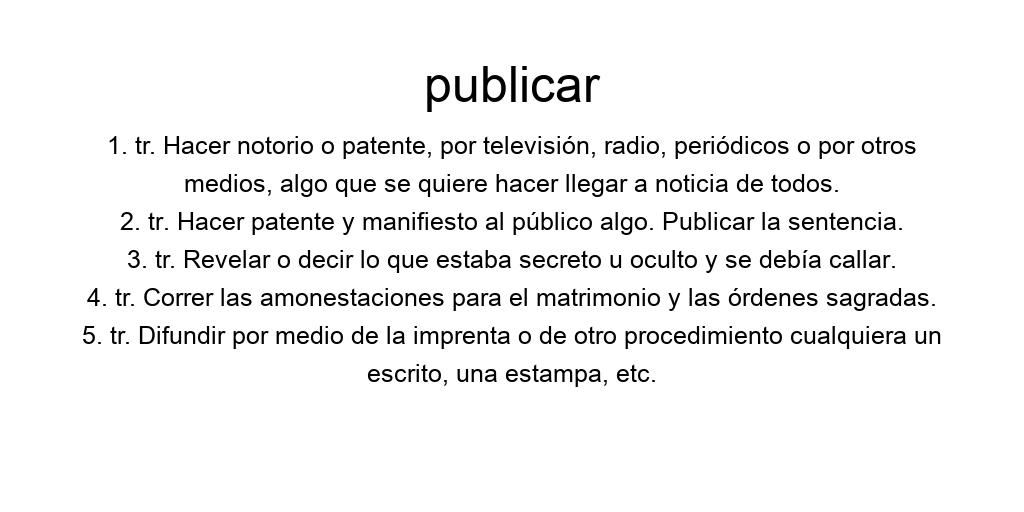 publicar
1. tr. Hacer notorio o patente, por televisión, radio, periódicos o por otros
medios, algo que se quiere hacer llegar a noticia de todos.
2. tr. Hacer patente y manifiesto al público algo. Publicar la sentencia.
3. tr. Revelar o decir lo que estaba secreto u oculto y se debía callar.
4. tr. Correr las amonestaciones para el matrimonio y las órdenes sagradas.
5. tr. Difundir por medio de la imprenta o de otro procedimiento cualquiera un
escrito, una estampa, etc.